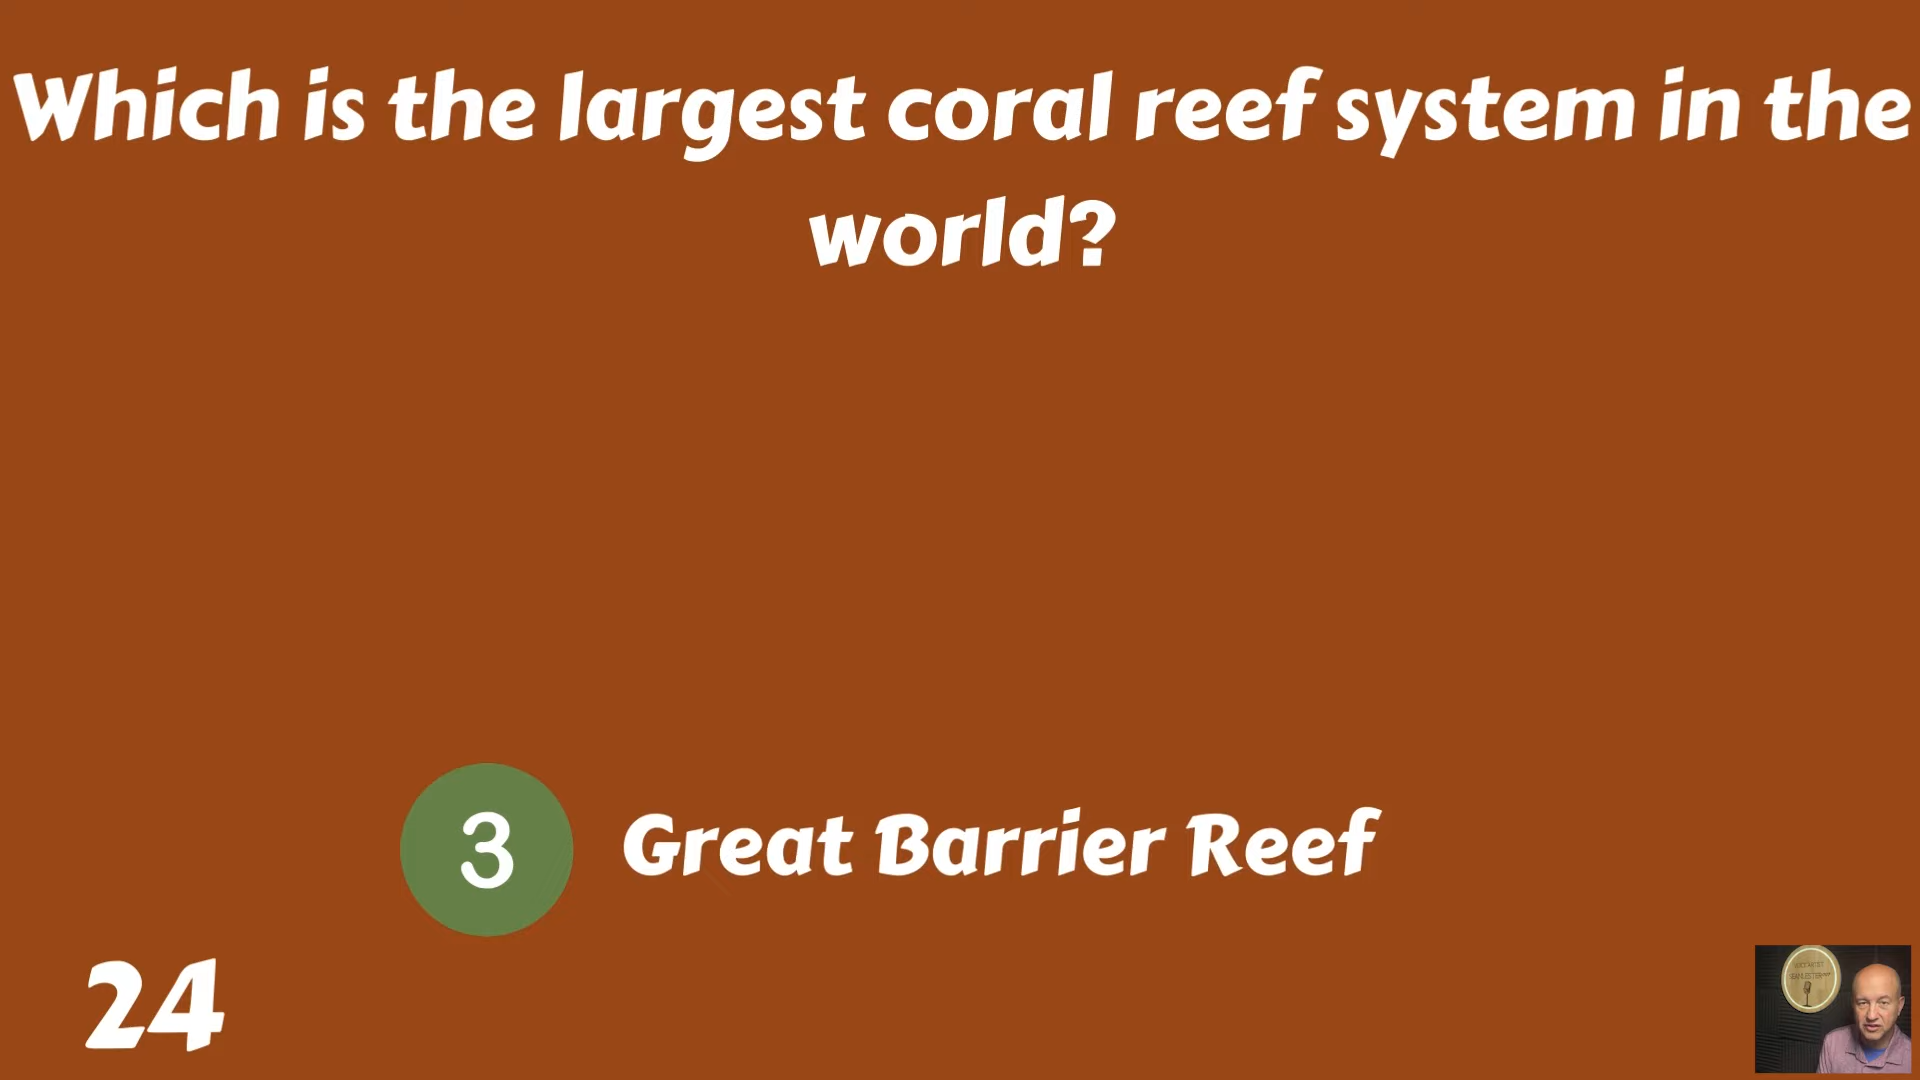 Which is the largest coral reef system in the
world?
3 Great Barrier Reef
24